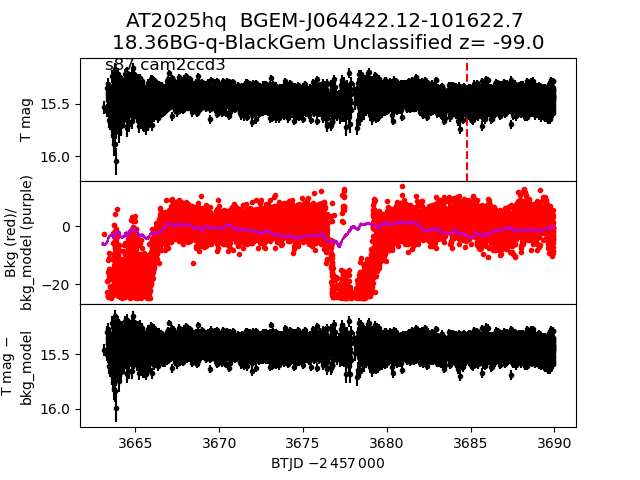 AT2025hq  BGEM-J064422.12-101622.7
18.36BG-q-BlackGem Unclassified z= -99.0
s87 cam2ccd3
T mag
15.5
16.0
Bkg (red)/
bkg_model (purple)
0
−20
T mag −
bkg_model
15.5
16.0
3665
3670
3675
3680
3685
3690
BTJD −2 457 000